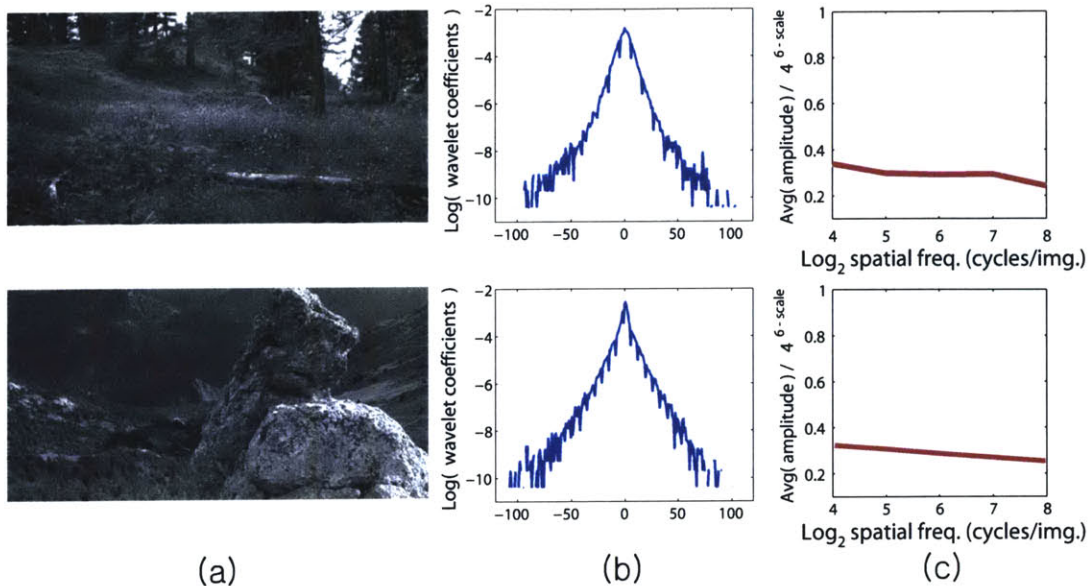 Log( wavelet coefficients)
−2
−4
−6
−8
−10
−100 −50 0 50 100
Avg( amplitude ) / 4^6-scale
1
0.8
0.6
0.4
0.2
4 5 6 7 8
Log₂ spatial freq. (cycles/img.)
Log( wavelet coefficients)
−2
−4
−6
−8
−10
−100 −50 0 50 100
Avg( amplitude ) / 4^6-scale
1
0.8
0.6
0.4
0.2
4 5 6 7 8
Log₂ spatial freq. (cycles/img.)
(a) (b) (c)